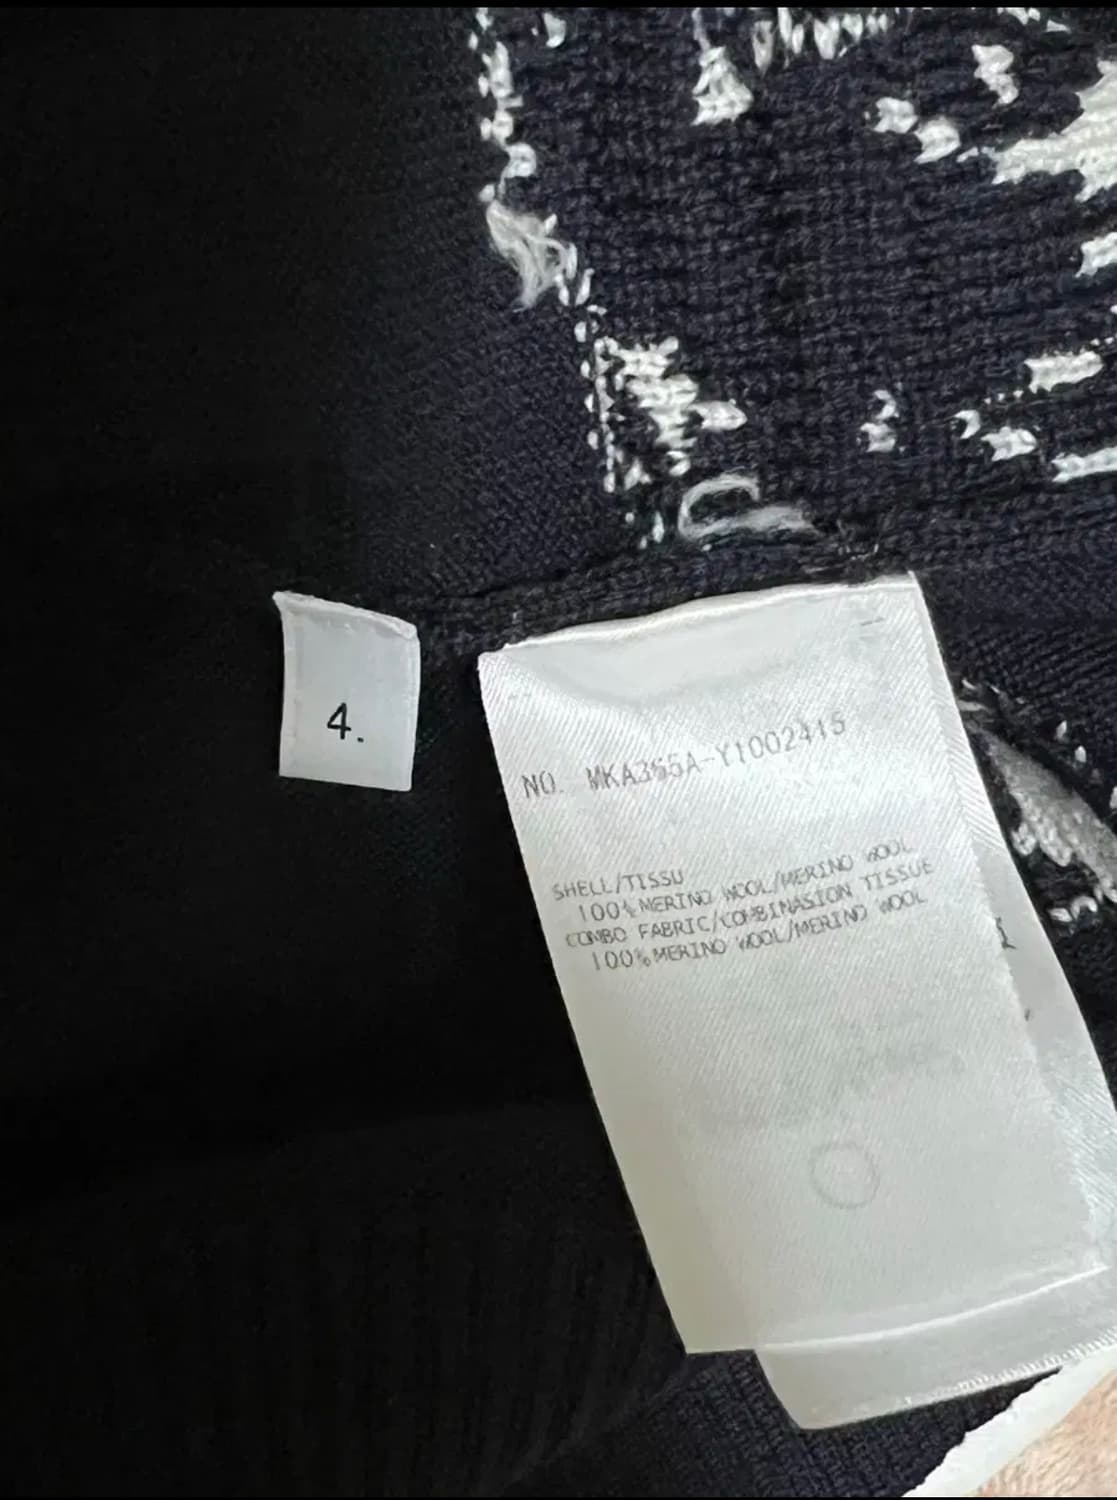 4.
NO. MKA365A-Y1002415
SHELL/TISSU
100%MERINO WOOL/MERINO WOOL
COMBO FABRIC/COMBINASION TISSUE
100%MERINO WOOL/MERINO WOOL